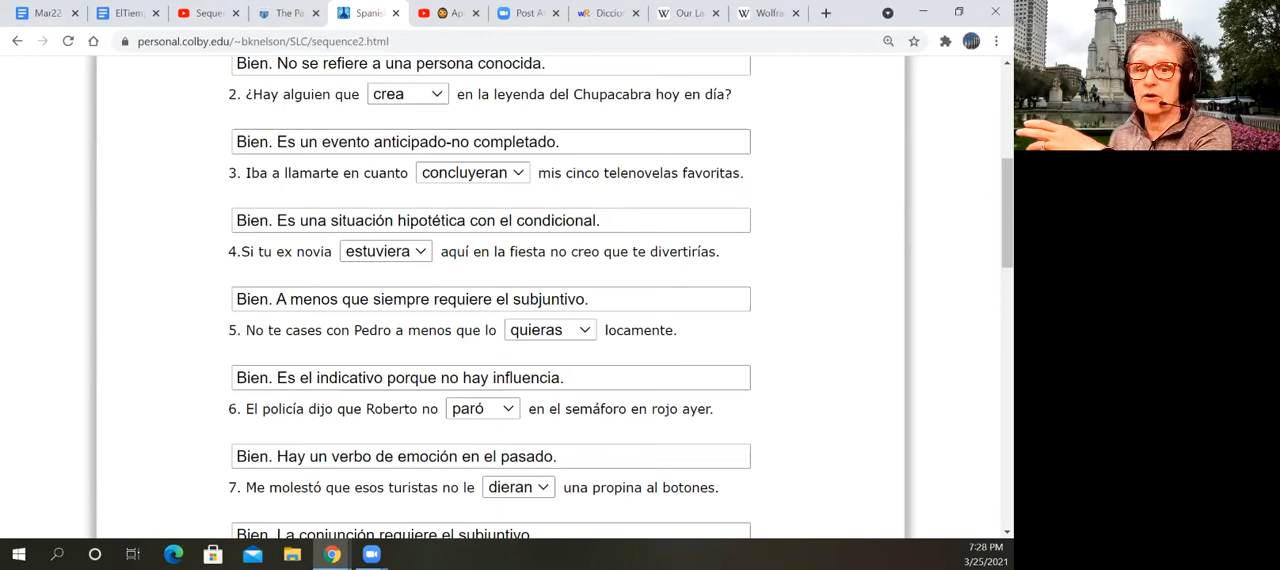 Mar22
ElTiem
Seque
The Pa
Spanis
Ap
Post A
Diccion
Our La
Wolfra
personal.colby.edu/~bknelson/SLC/sequence2.html
Bien. No se refiere a una persona conocida.
2. ¿Hay alguien que crea en la leyenda del Chupacabra hoy en día?
Bien. Es un evento anticipado-no completado.
3. Iba a llamarte en cuanto concluyeran mis cinco telenovelas favoritas.
Bien. Es una situación hipotética con el condicional.
4.Si tu ex novia estuviera aquí en la fiesta no creo que te divertirías.
Bien. A menos que siempre requiere el subjuntivo.
5. No te cases con Pedro a menos que lo quieras locamente.
Bien. Es el indicativo porque no hay influencia.
6. El policía dijo que Roberto no paró en el semáforo en rojo ayer.
Bien. Hay un verbo de emoción en el pasado.
7. Me molestó que esos turistas no le dieran una propina al botones.
Bien. La conjunción requiere el subjuntivo.
7:28 PM
3/25/2021